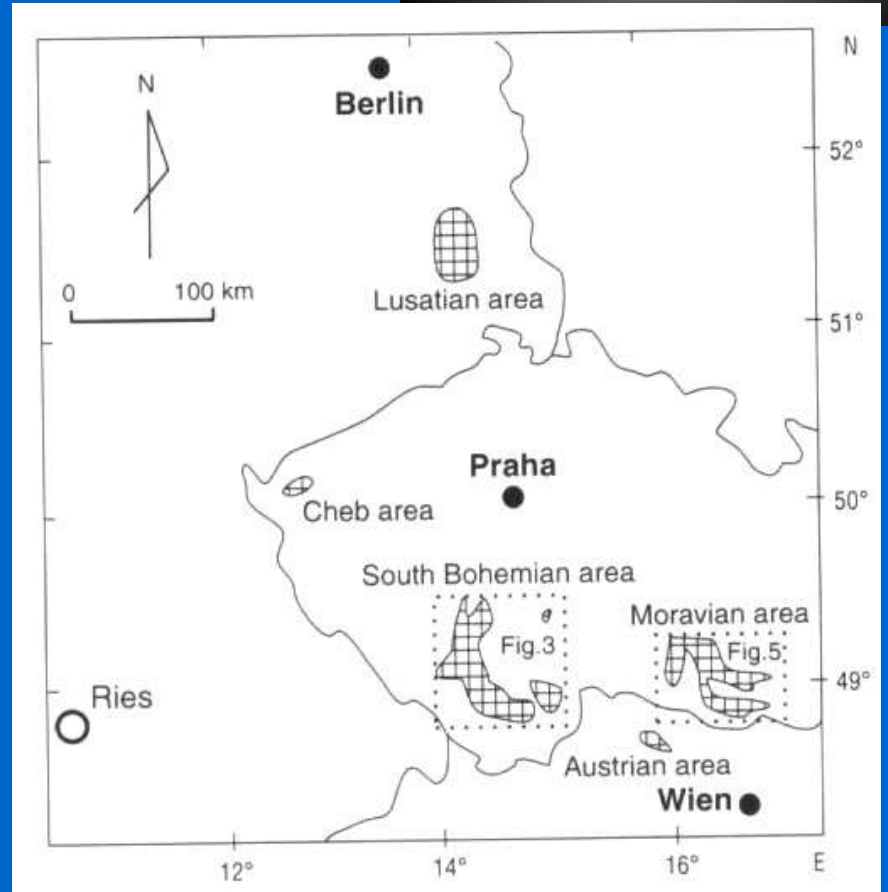 N
N
Berlin
52°
0 100 km
Lusatian area
51°
Praha
50°
Cheb area
South Bohemian area
Moravian area
Fig.3
Fig.5
49°
Ries
Austrian area
Wien
12°
14°
16°
E